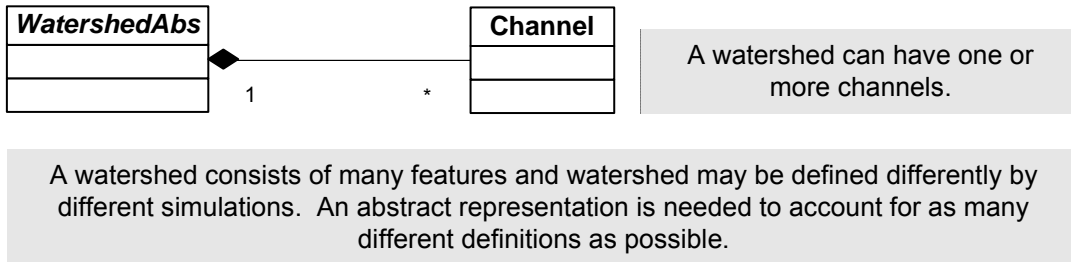 WatershedAbs
Channel
1
*
A watershed can have one or
more channels.
A watershed consists of many features and watershed may be defined differently by
different simulations.  An abstract representation is needed to account for as many
different definitions as possible.